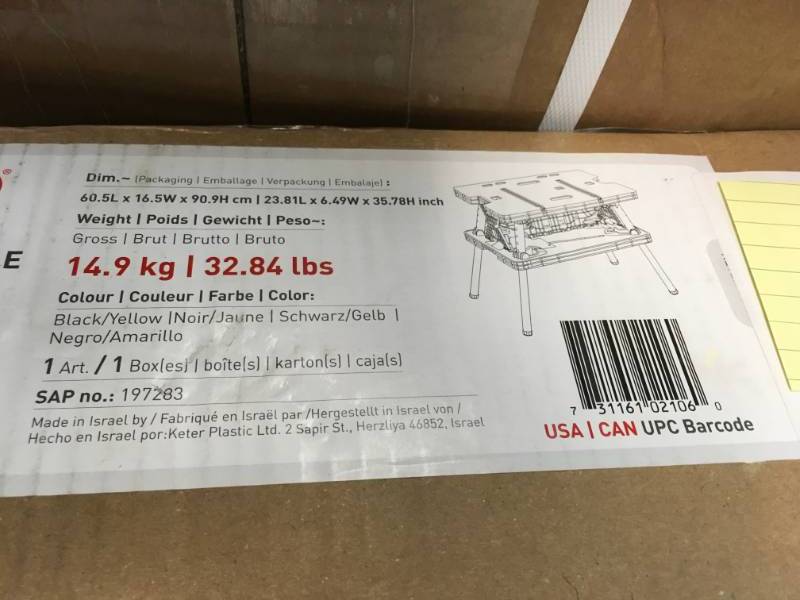 ®
E
Dim.~ (Packaging | Emballage | Verpackung | Embalaje) :
60.5L x 16.5W x 90.9H cm | 23.81L x 6.49W x 35.78H inch
Weight | Poids | Gewicht | Peso~:
Gross | Brut | Brutto | Bruto
14.9 kg | 32.84 lbs
Colour | Couleur | Farbe | Color:
Black/Yellow |Noir/Jaune | Schwarz/Gelb |
Negro/Amarillo
1 Art. / 1 Box(es) | boîte(s) | karton(s) | caja(s)
SAP no.: 197283
Made in Israel by / Fabriqué en Israël par /Hergestellt in Israel von /
Hecho en Israel por:Keter Plastic Ltd. 2 Sapir St., Herzliya 46852, Israel
7 31161 02106 0
USA | CAN UPC Barcode